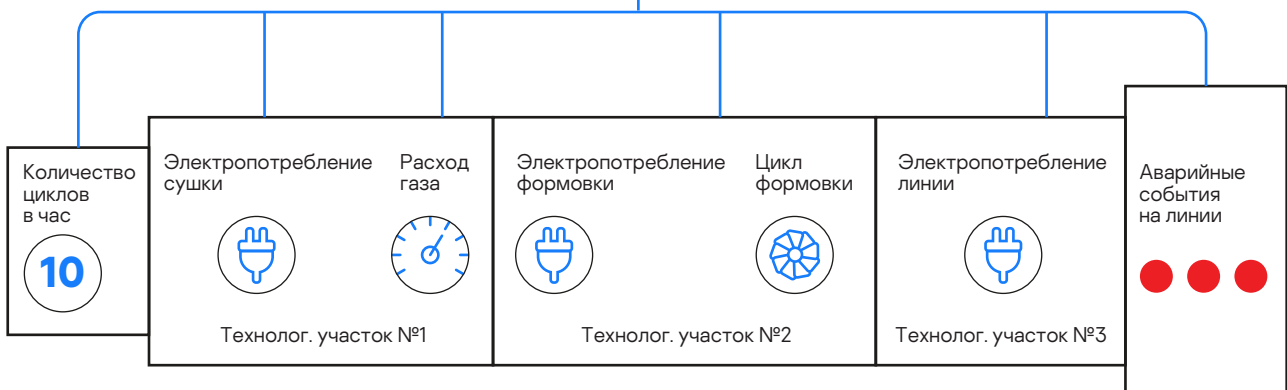 Количество
циклов
в час
10
Электропотребление
сушки
Расход
газа
Технолог. участок №1
Электропотребление
формовки
Цикл
формовки
Технолог. участок №2
Электропотребление
линии
Технолог. участок №3
Аварийные
события
на линии